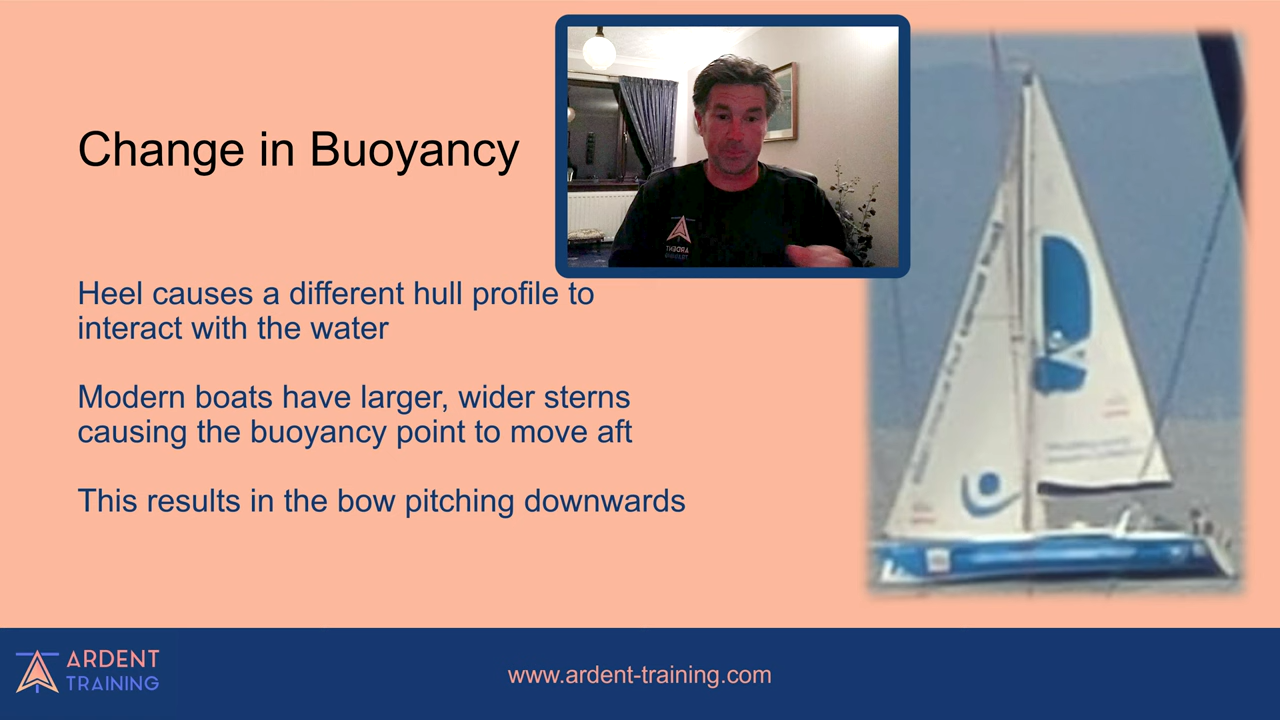 Change in Buoyancy
Heel causes a different hull profile to
interact with the water
Modern boats have larger, wider sterns
causing the buoyancy point to move aft
This results in the bow pitching downwards
ARDENT
TRAINING
www.ardent-training.com